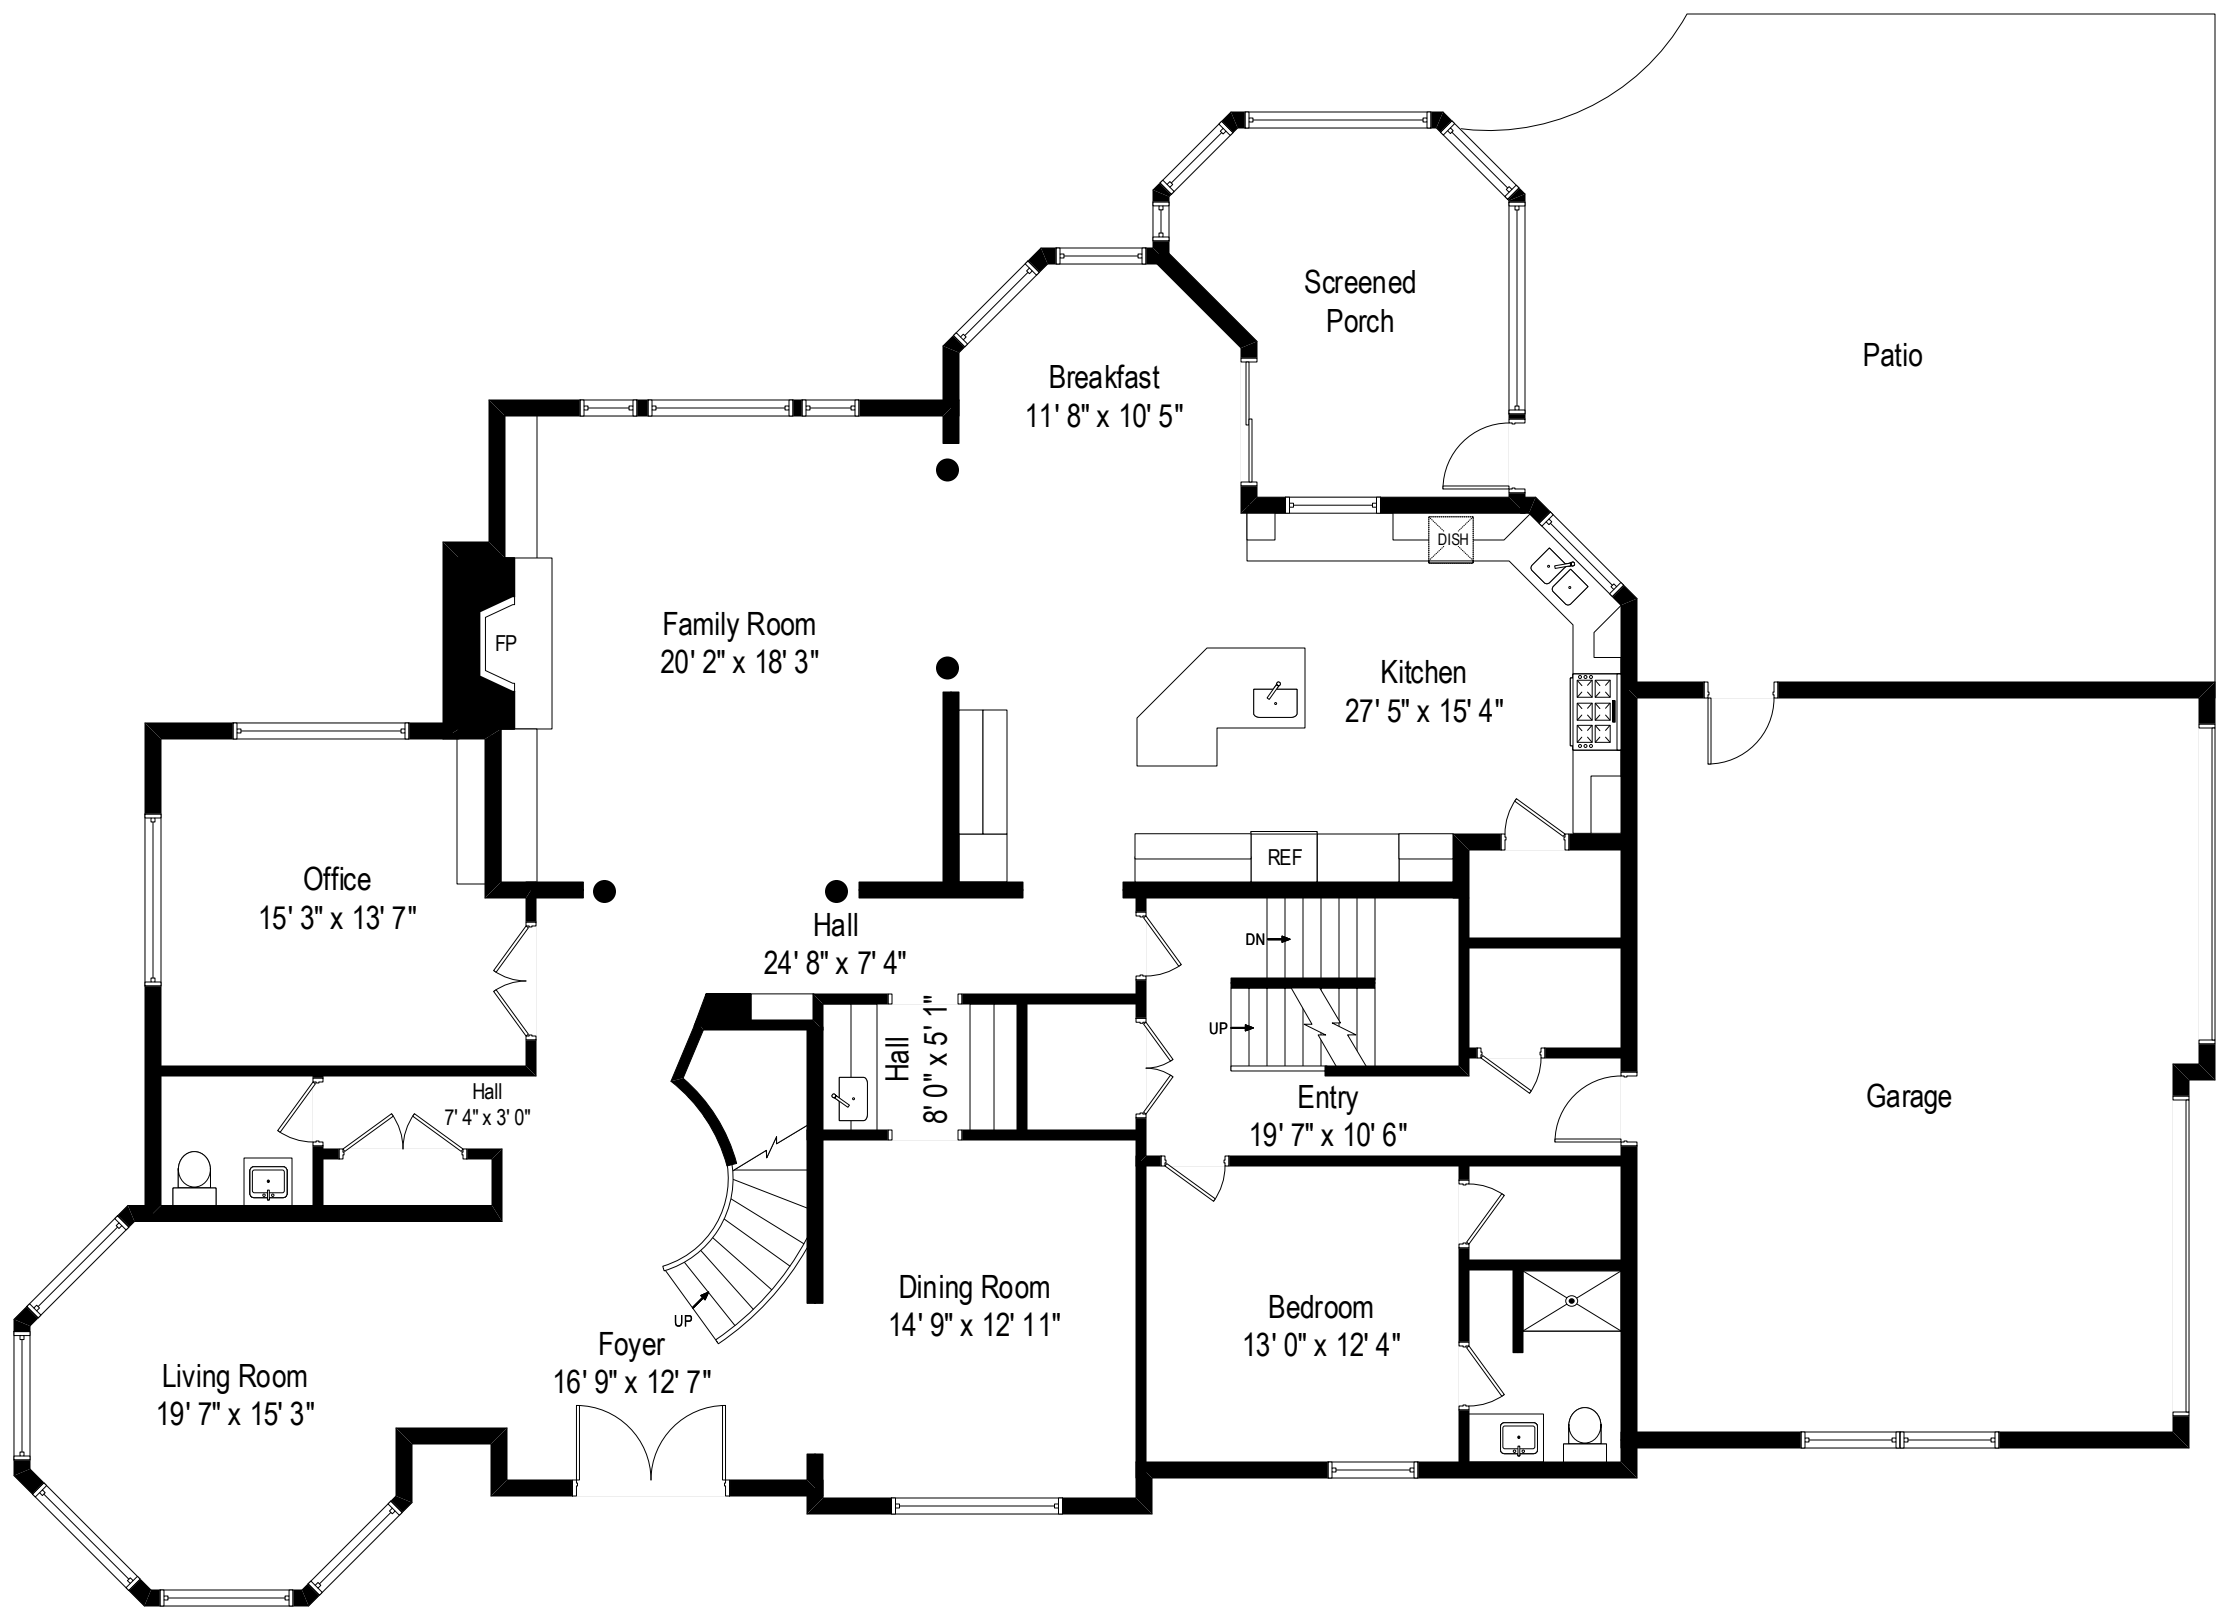 Screened
Porch
Patio
Breakfast
11' 8" x 10' 5"
DISH
Family Room
20' 2" x 18' 3"
FP
Kitchen
27' 5" x 15' 4"
REF
Office
15' 3" x 13' 7"
Hall
24' 8" x 7' 4"
DN
UP
Hall
8' 0" x 5' 1"
Hall
7' 4" x 3' 0"
Entry
19' 7" x 10' 6"
Garage
Dining Room
14' 9" x 12' 11"
Bedroom
13' 0" x 12' 4"
UP
Foyer
16' 9" x 12' 7"
Living Room
19' 7" x 15' 3"